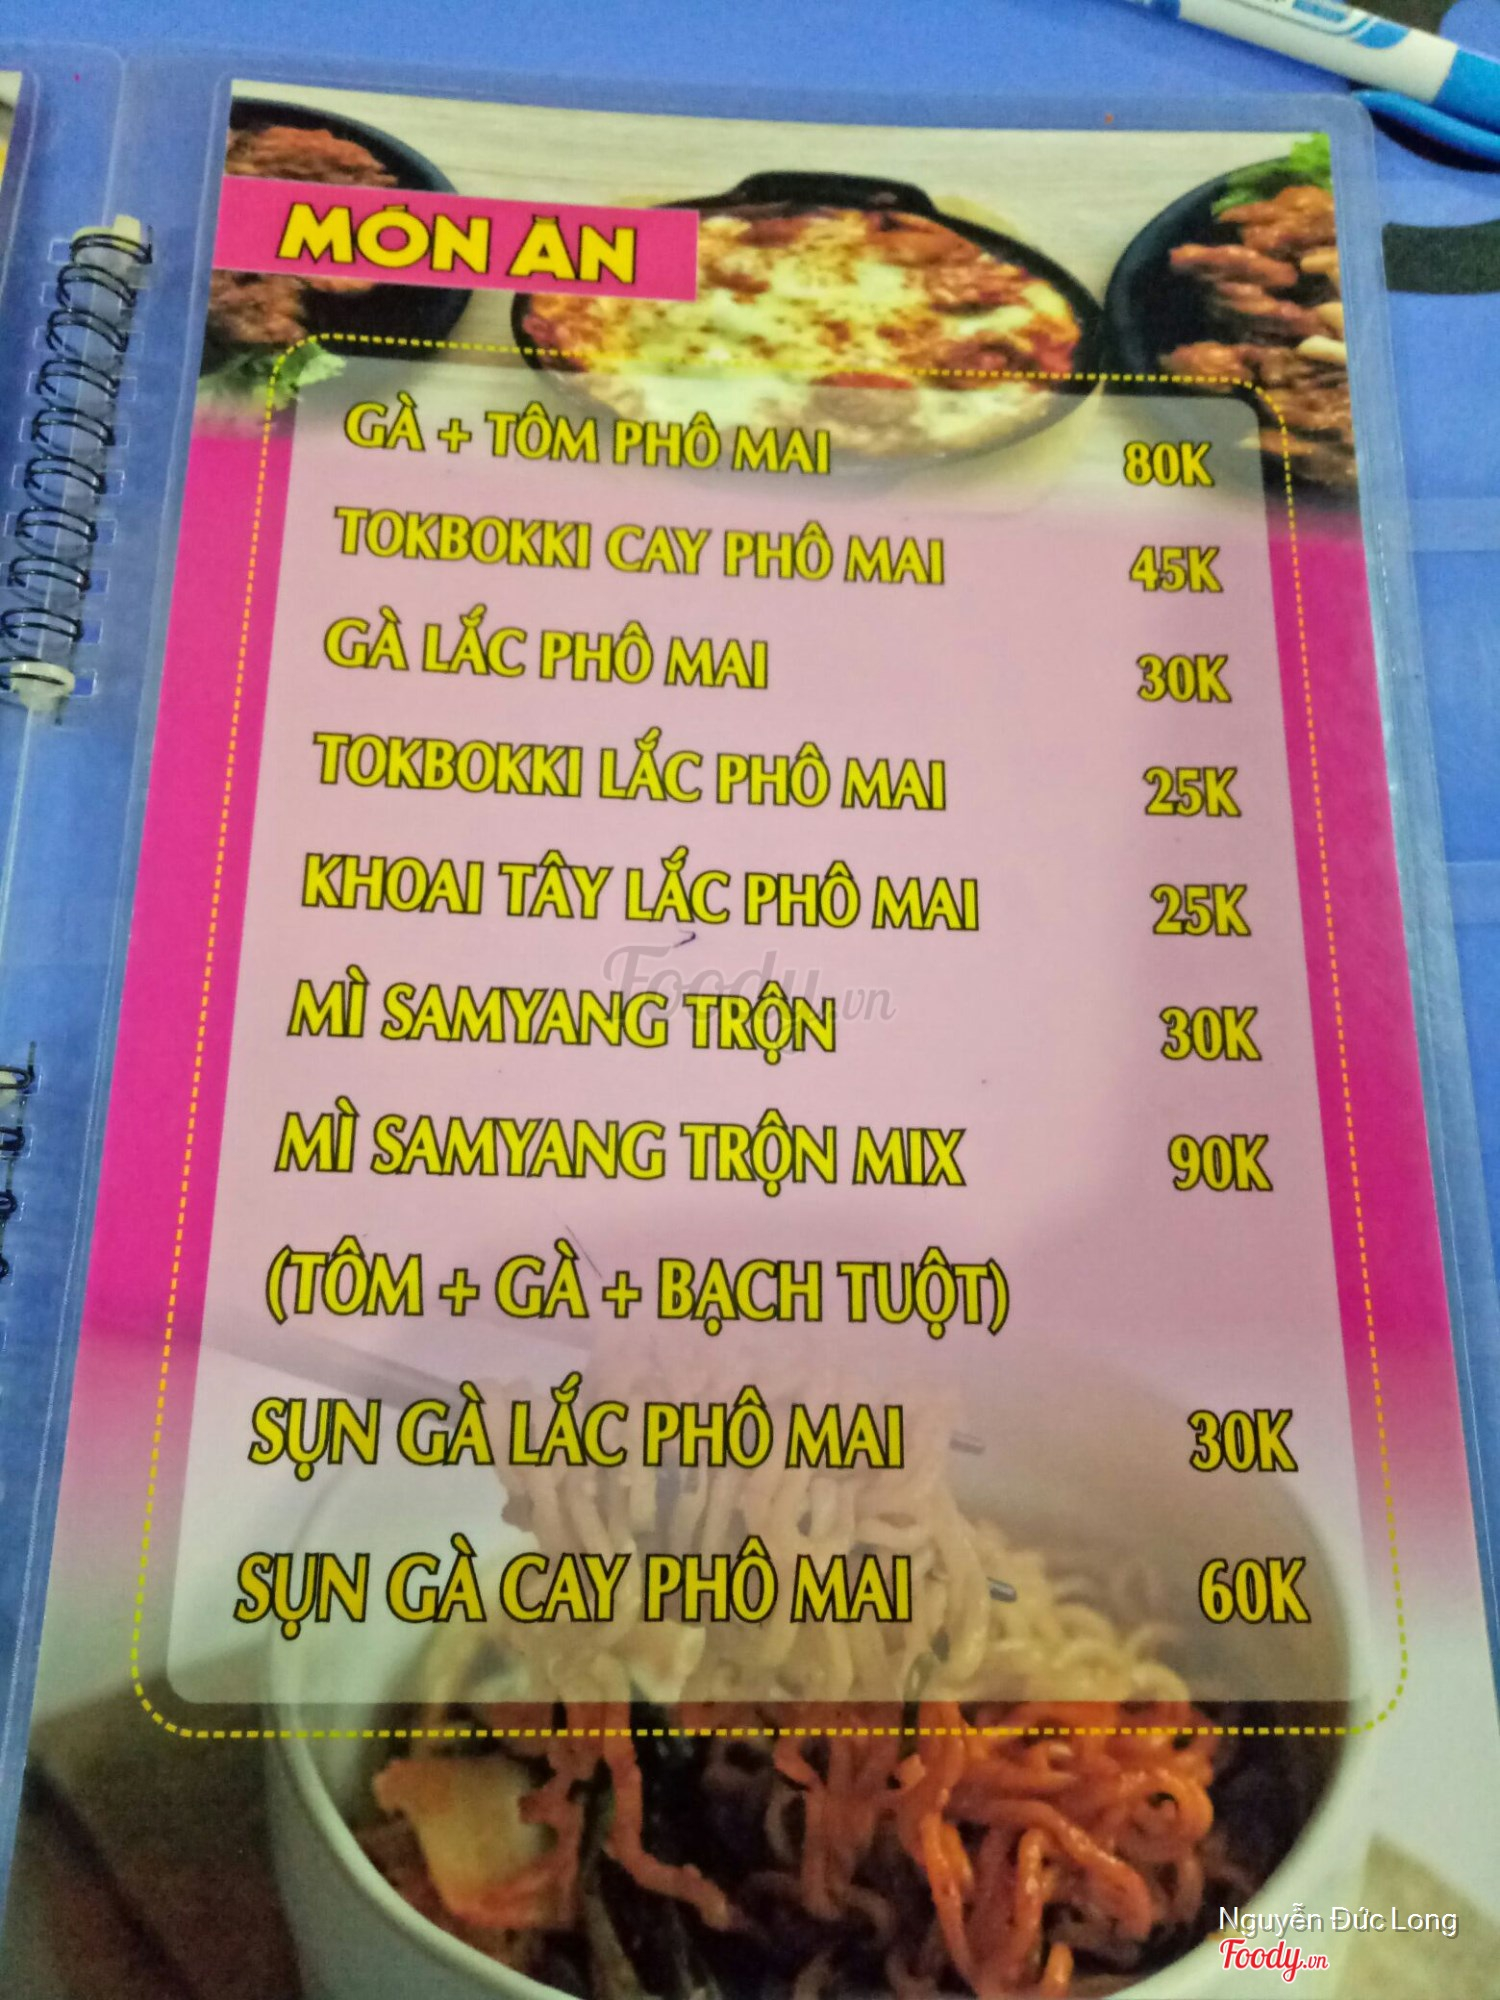 MÓN ĂN
GÀ + TÔM PHÔ MAI 80K
TOKBOKKI CAY PHÔ MAI 45K
GÀ LẮC PHÔ MAI 30K
TOKBOKKI LẮC PHÔ MAI 25K
KHOAI TÂY LẮC PHÔ MAI 25K
Foody.vn
MÌ SAMYANG TRỘN 30K
MÌ SAMYANG TRỘN MIX 90K
(TÔM + GÀ + BẠCH TUỘT)
SỤN GÀ LẮC PHÔ MAI 30K
SỤN GÀ CAY PHÔ MAI 60K
Nguyễn Đức Long
Foody.vn